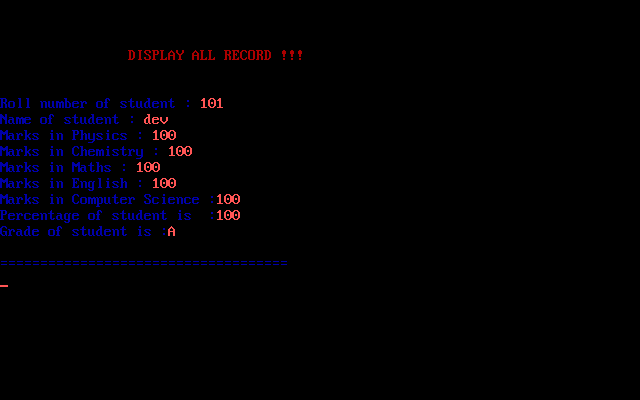 DISPLAY ALL RECORD !!!
Roll number of student : 101
Name of student : dev
Marks in Physics : 100
Marks in Chemistry : 100
Marks in Maths : 100
Marks in English : 100
Marks in Computer Science :100
Percentage of student is  :100
Grade of student is :A
====================================
_